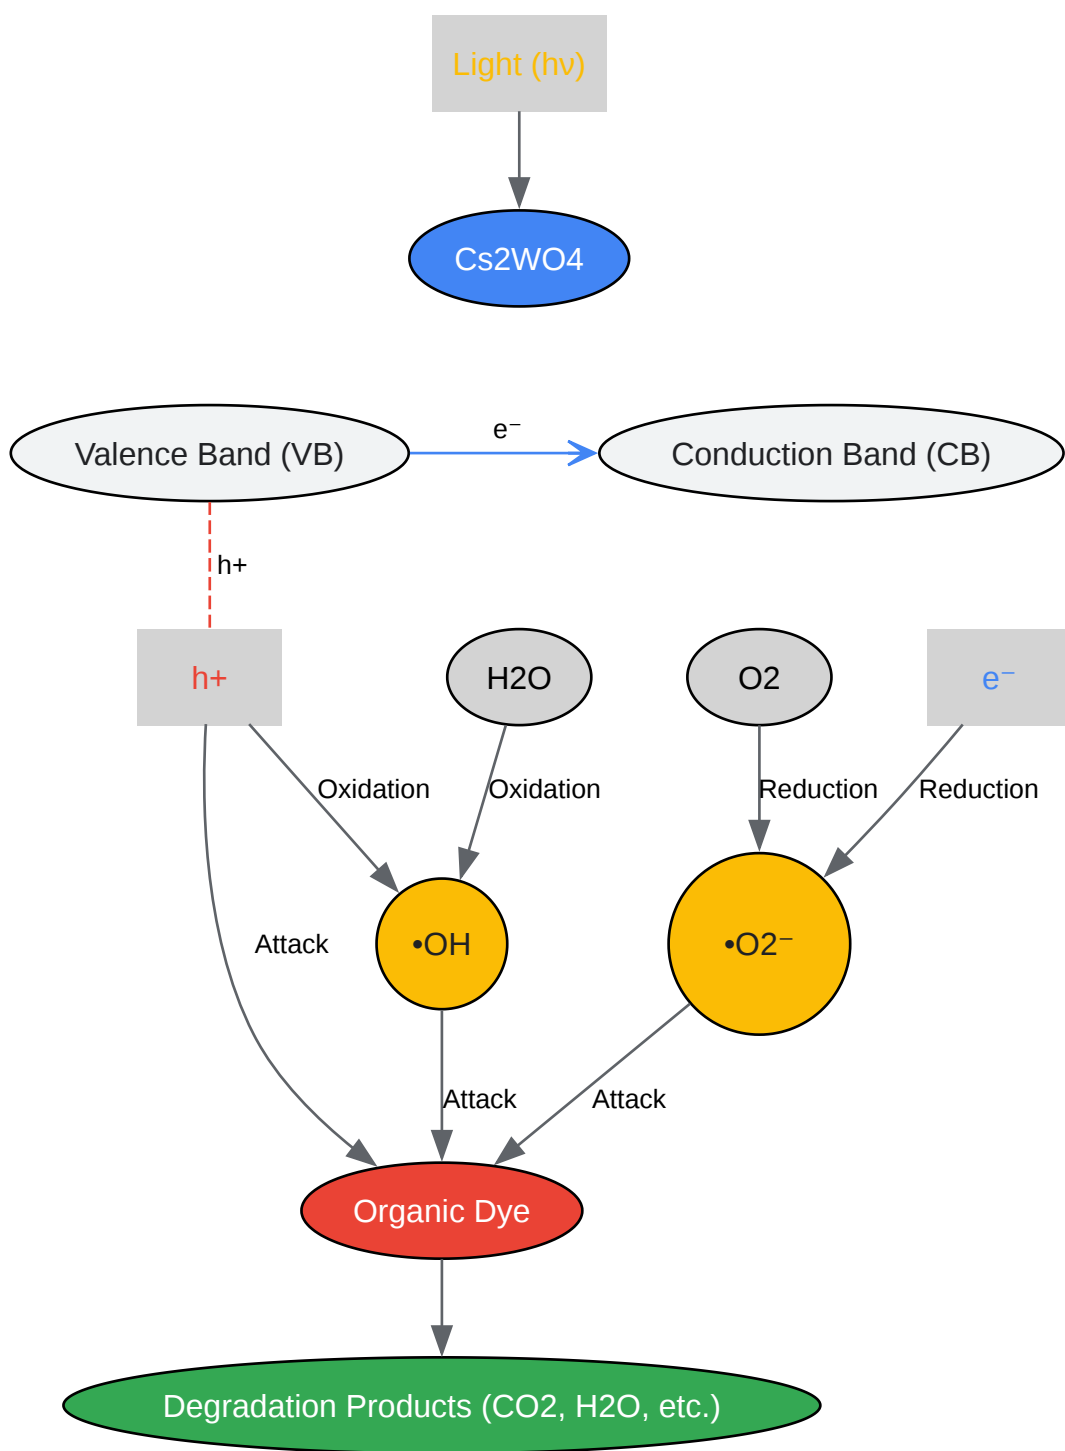 Light (hν)
Cs2WO4
Valence Band (VB)
e⁻
Conduction Band (CB)
h+
h+
H2O
O2
e⁻
Oxidation
Oxidation
Reduction
Reduction
Attack
•OH
•O2⁻
Attack
Attack
Organic Dye
Degradation Products (CO2, H2O, etc.)